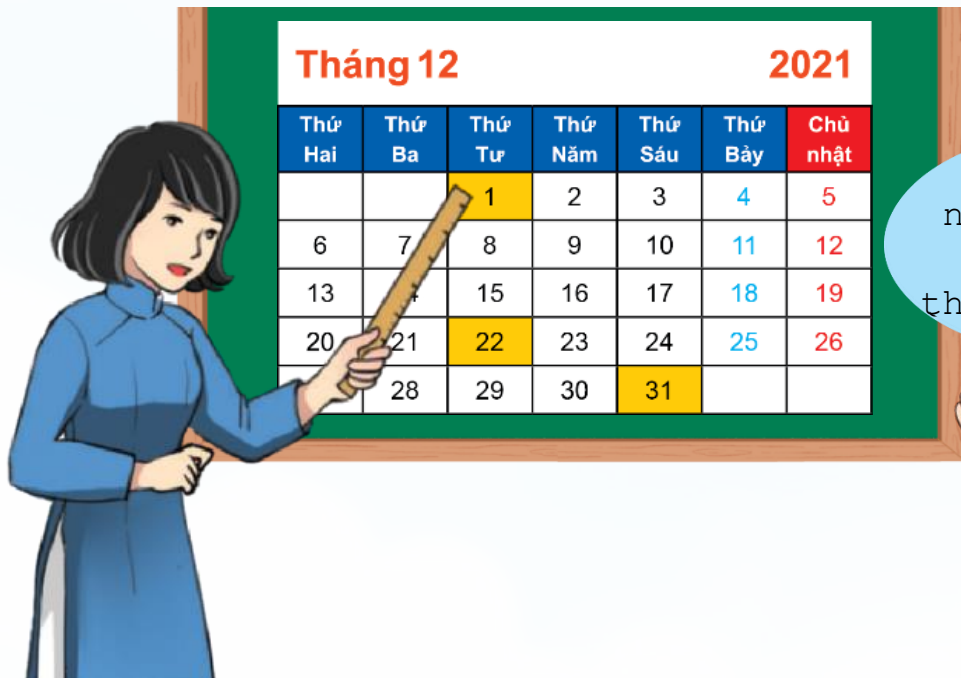 Tháng 12 2021
Thứ Hai Thứ Ba Thứ Tư Thứ Năm Thứ Sáu Thứ Bảy Chủ nhật
1 2 3 4 5
6 7 8 9 10 11 12
13 15 16 17 18 19
20 21 22 23 24 25 26
28 29 30 31